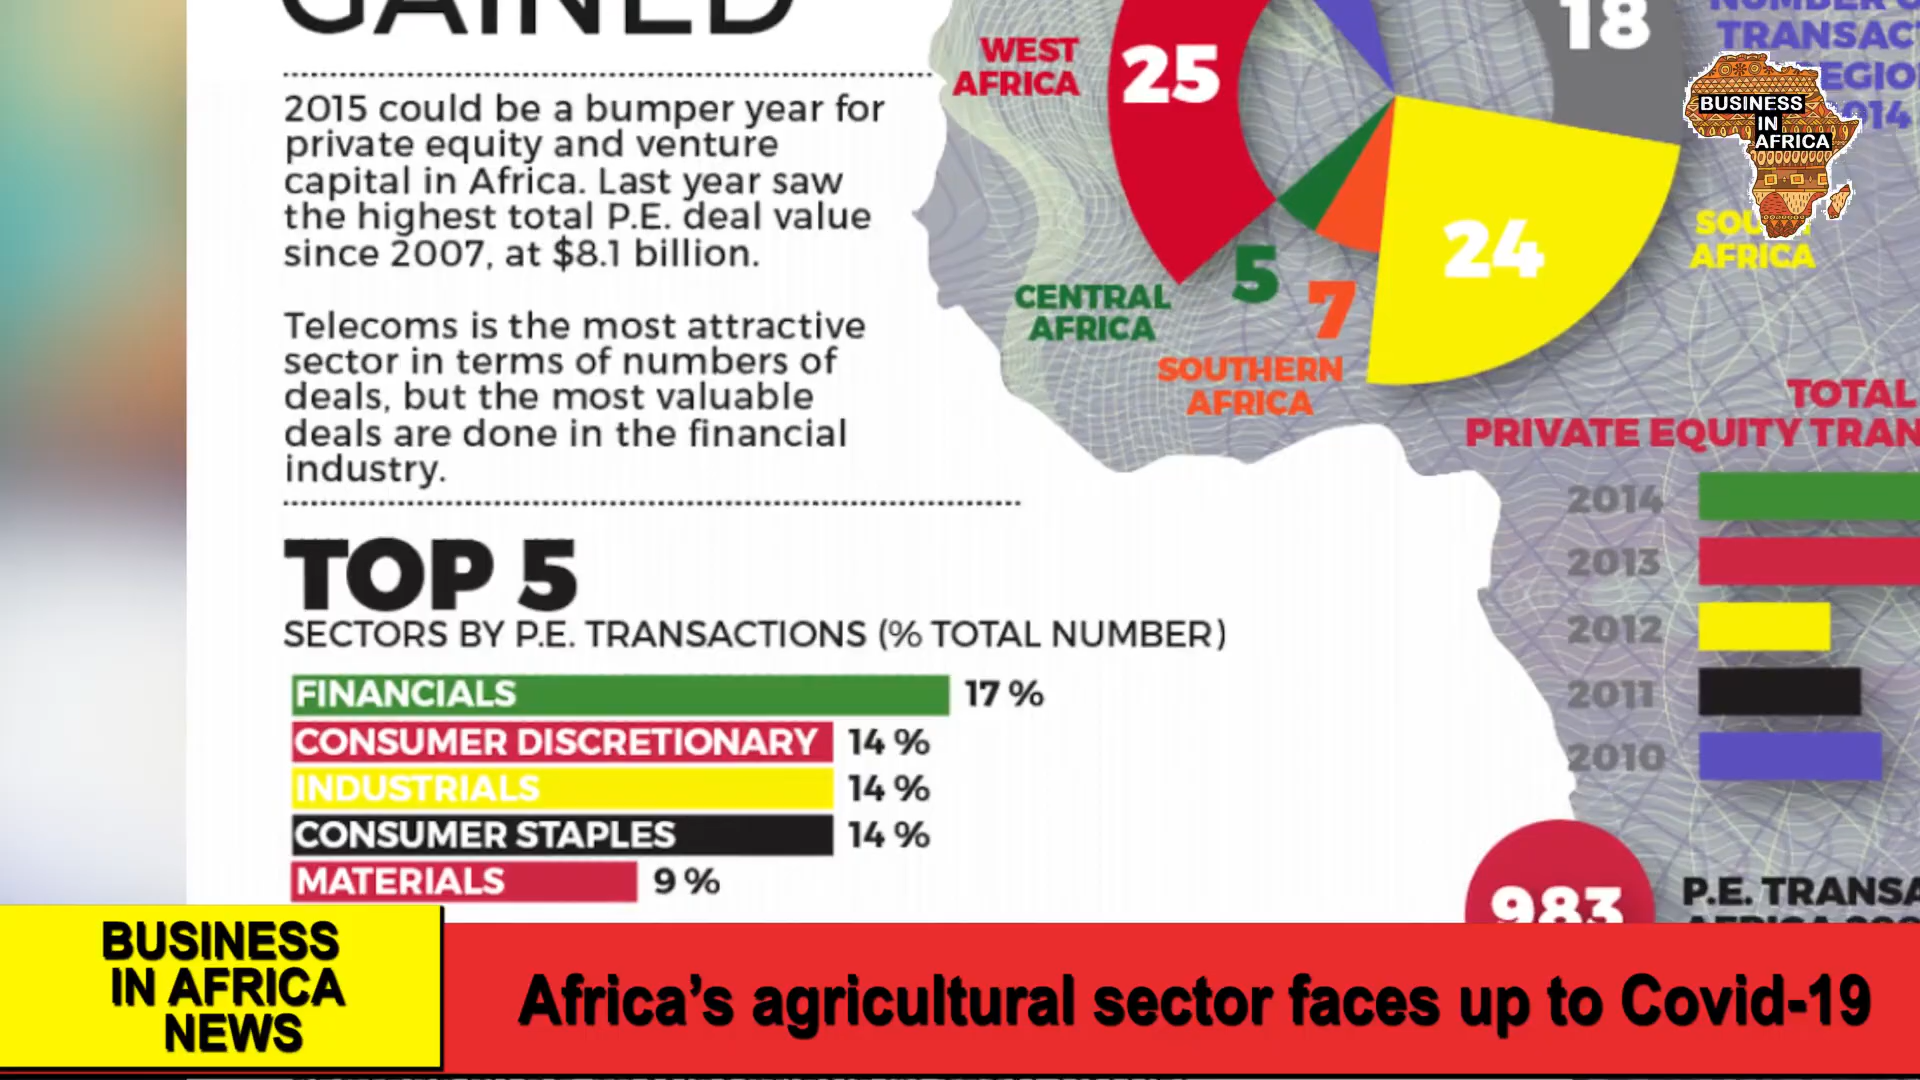 GAINED
2015 could be a bumper year for
private equity and venture
capital in Africa. Last year saw
the highest total P.E. deal value
since 2007, at $8.1 billion.
Telecoms is the most attractive
sector in terms of numbers of
deals, but the most valuable
deals are done in the financial
industry.
TOP 5
SECTORS BY P.E. TRANSACTIONS (% TOTAL NUMBER)
FINANCIALS 17 %
CONSUMER DISCRETIONARY 14 %
INDUSTRIALS 14 %
CONSUMER STAPLES 14 %
MATERIALS 9 %
WEST
AFRICA
25
18
24
CENTRAL
AFRICA
5
7
SOUTHERN
AFRICA
AFRICA
NUMBER
TRANSAC
BUSINESS
IN
AFRICA
TOTAL
PRIVATE EQUITY TRAN
2014
2013
2012
2011
2010
983
P.E. TRANSA
BUSINESS
IN AFRICA
NEWS
Africa's agricultural sector faces up to Covid-19